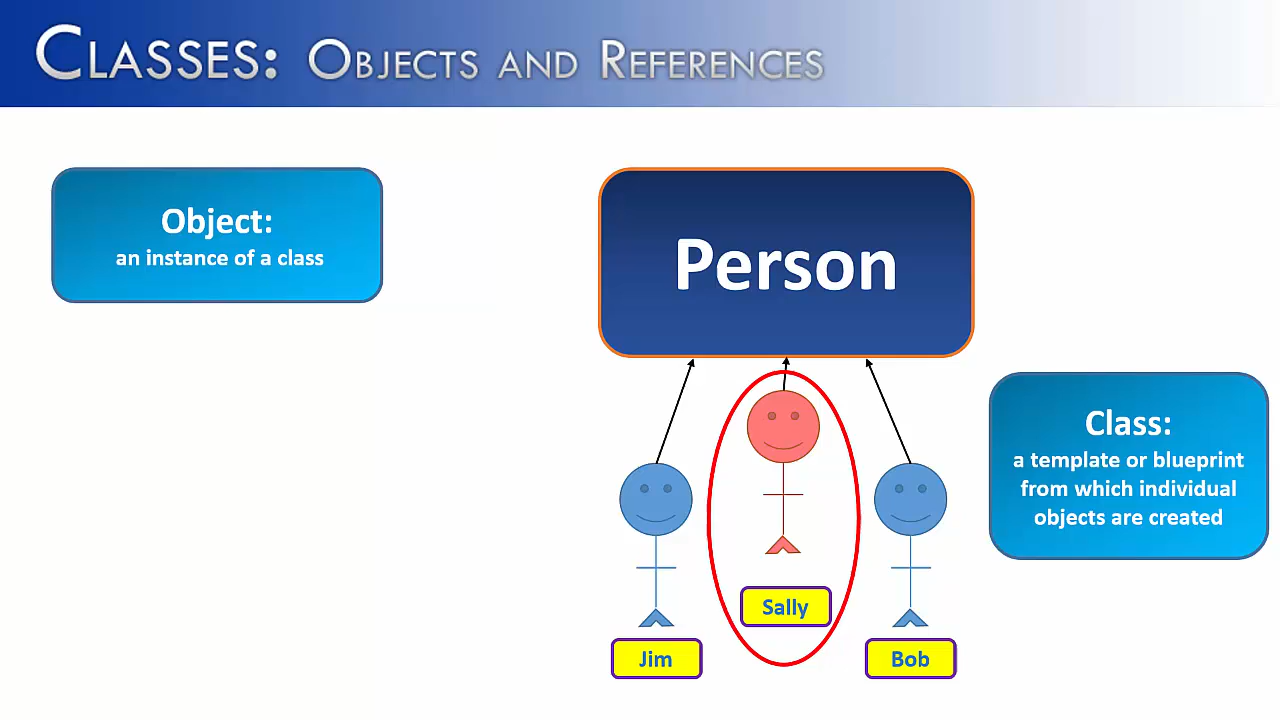 Classes: Objects and References
Object:
an instance of a class
Person
Class:
a template or blueprint
from which individual
objects are created
Sally
Jim
Bob